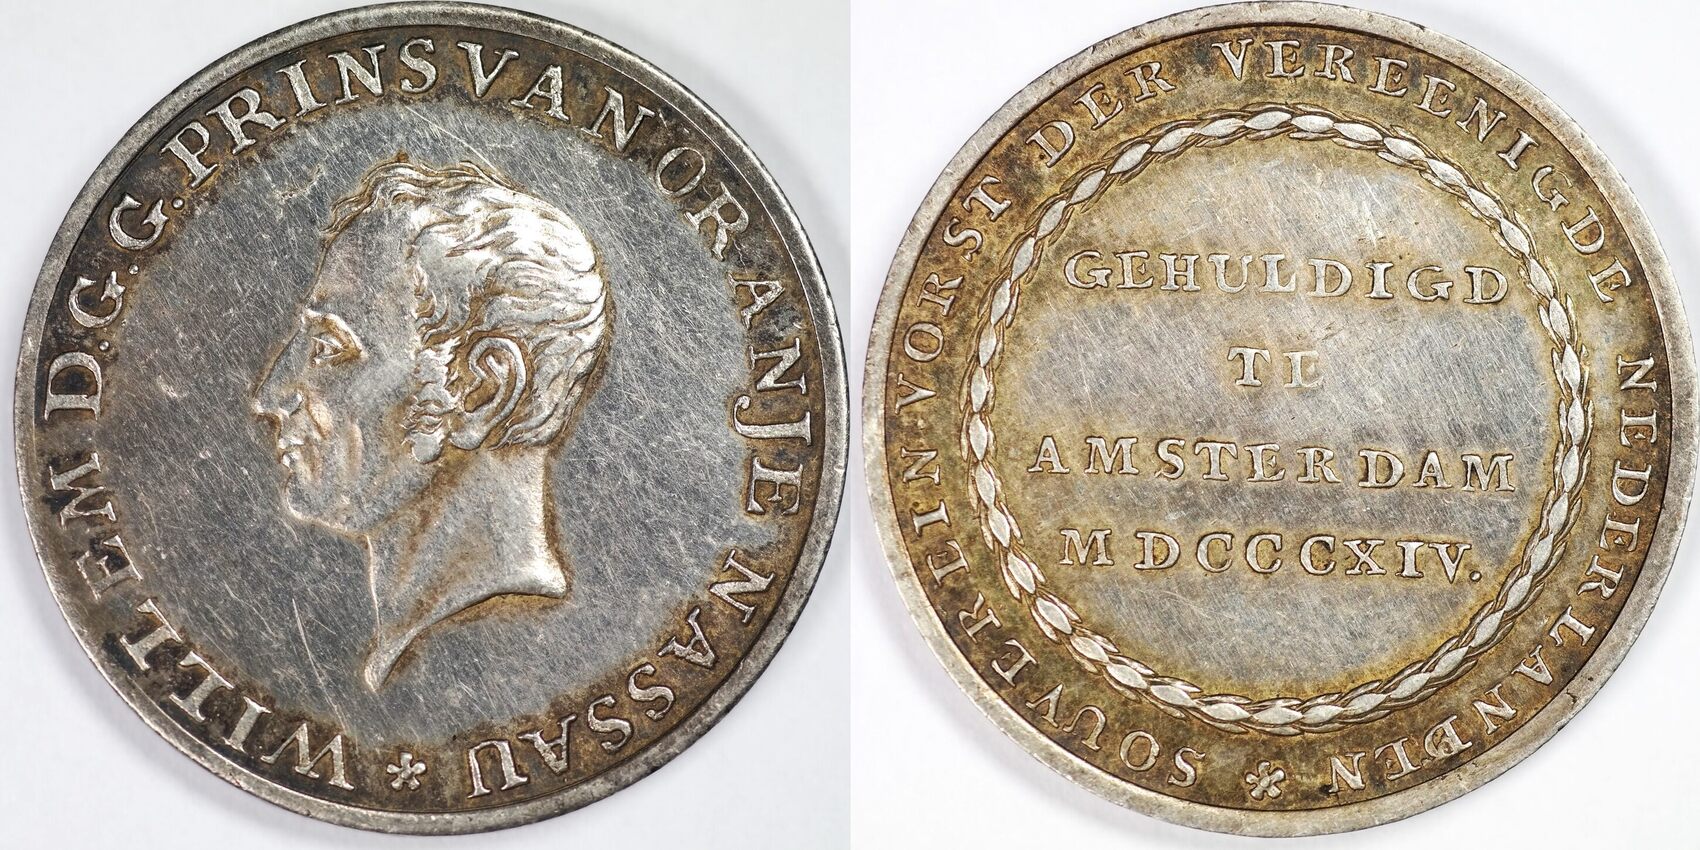 WILLEM D.G.G. PRINS VAN ORANJE NASSAU *
SOUVEREIN VORST DER VEREENIGDE NEDERLANDEN *
GEHULDIGD
TE
AMSTERDAM
MDCCCXIV.